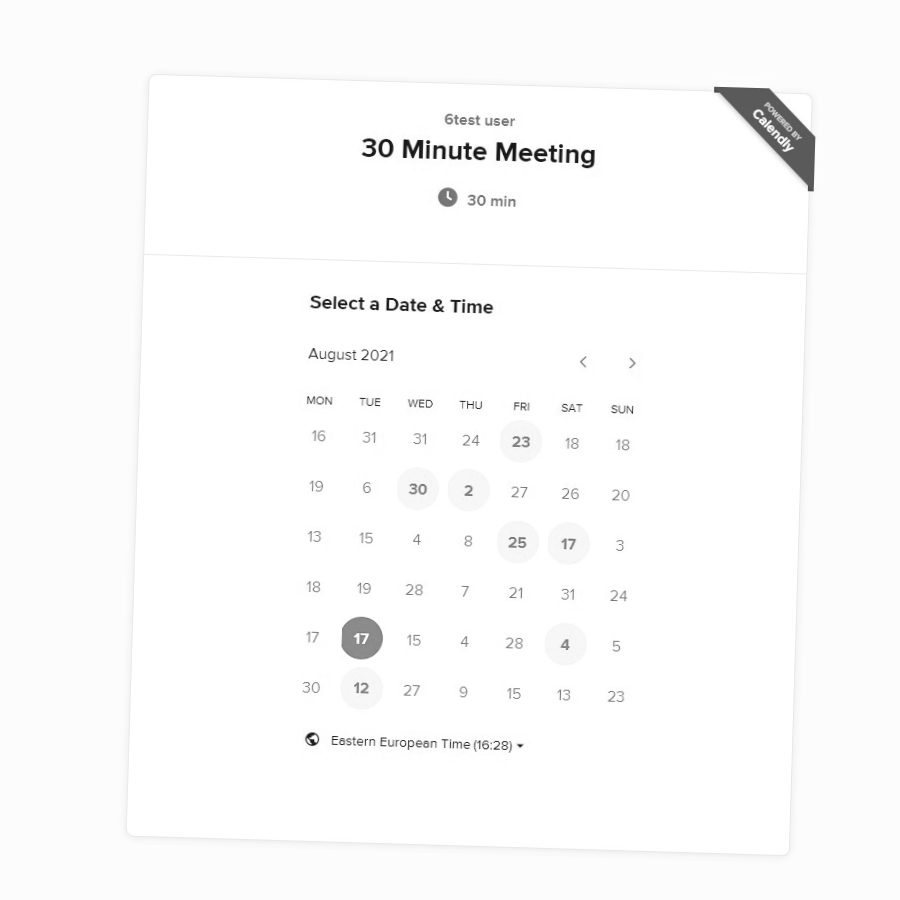 POWERED BY
Calendly
6test user
30 Minute Meeting
30 min
Select a Date & Time
August 2021
MON TUE WED THU FRI SAT SUN
16 31 31 24 23 18 18
19 6 30 2 27 26 20
13 15 4 8 25 17 3
18 19 28 7 21 31 24
17 17 15 4 28 4 5
30 12 27 9 15 13 23
Eastern European Time (16:28)